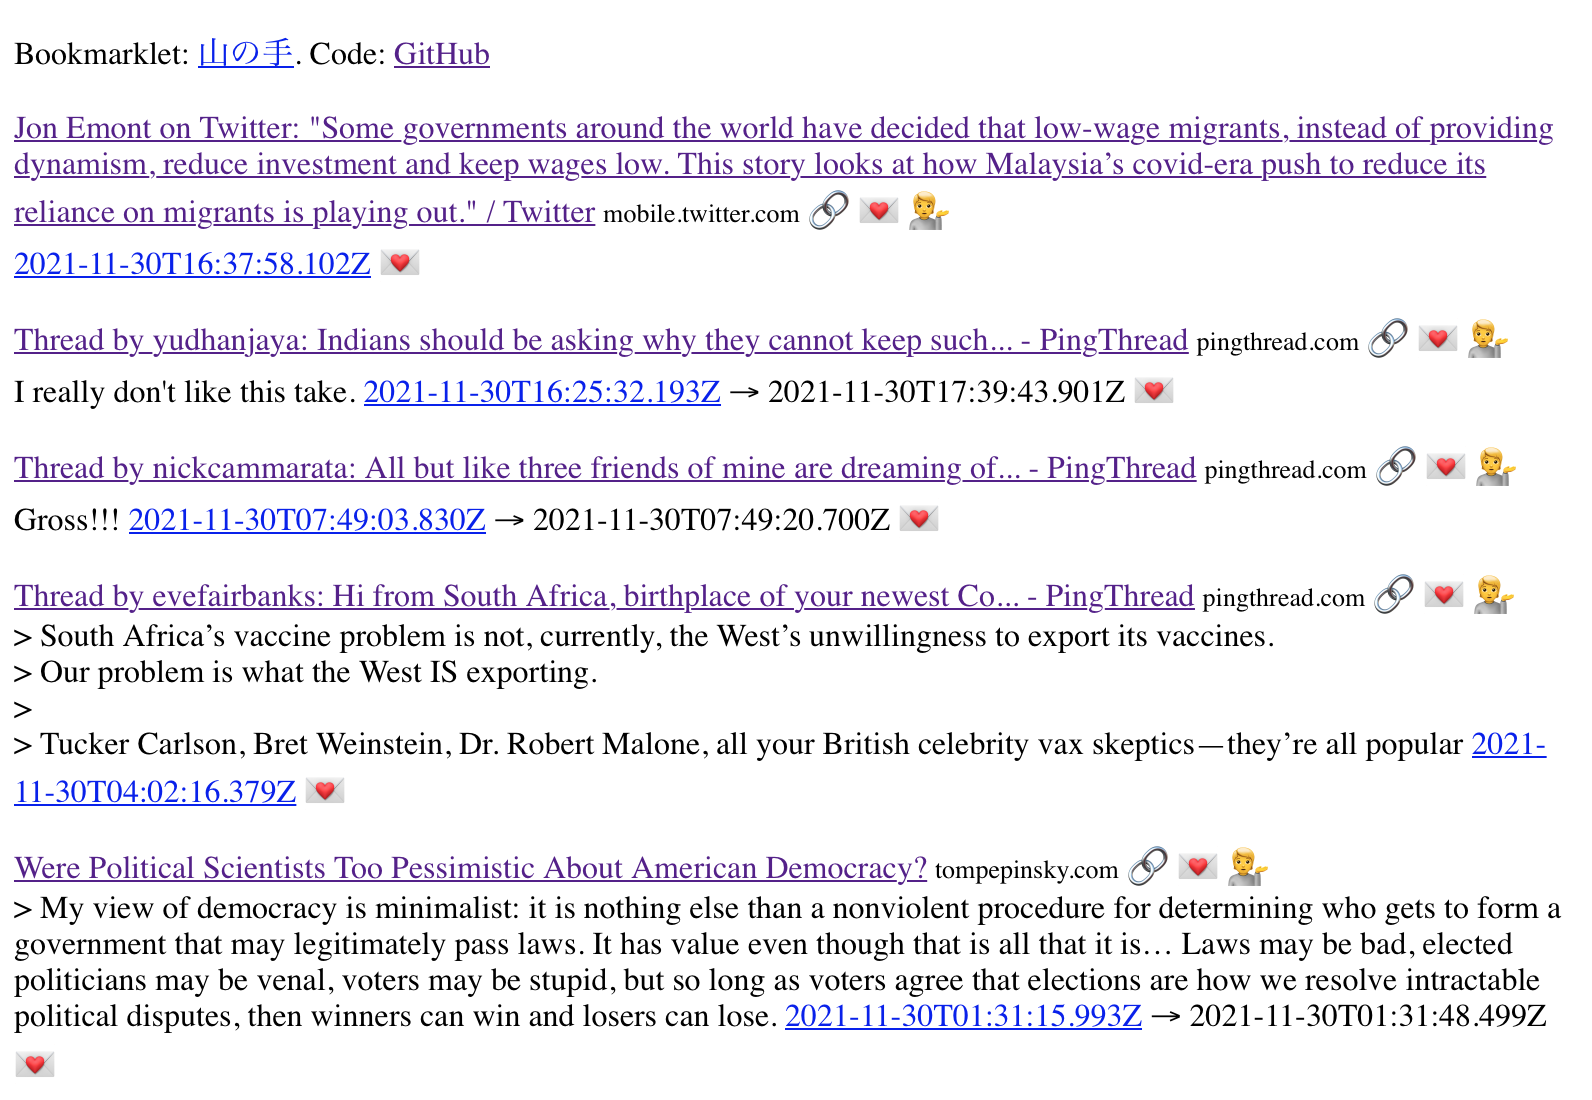 Bookmarklet: 山の手. Code: GitHub
Jon Emont on Twitter: "Some governments around the world have decided that low-wage migrants, instead of providing
dynamism, reduce investment and keep wages low. This story looks at how Malaysia’s covid-era push to reduce its
reliance on migrants is playing out." / Twitter mobile.twitter.com 🔗 💌 💁
2021-11-30T16:37:58.102Z 💌
Thread by yudhanjaya: Indians should be asking why they cannot keep such... - PingThread pingthread.com 🔗 💌 💁
I really don't like this take. 2021-11-30T16:25:32.193Z → 2021-11-30T17:39:43.901Z 💌
Thread by nickcammarata: All but like three friends of mine are dreaming of... - PingThread pingthread.com 🔗 💌 💁
Gross!!! 2021-11-30T07:49:03.830Z → 2021-11-30T07:49:20.700Z 💌
Thread by evefairbanks: Hi from South Africa, birthplace of your newest Co... - PingThread pingthread.com 🔗 💌 💁
> South Africa’s vaccine problem is not, currently, the West’s unwillingness to export its vaccines.
> Our problem is what the West IS exporting.
>
> Tucker Carlson, Bret Weinstein, Dr. Robert Malone, all your British celebrity vax skeptics—they’re all popular 2021-
11-30T04:02:16.379Z 💌
Were Political Scientists Too Pessimistic About American Democracy? tompepinsky.com 🔗 💌 💁
> My view of democracy is minimalist: it is nothing else than a nonviolent procedure for determining who gets to form a
government that may legitimately pass laws. It has value even though that is all that it is… Laws may be bad, elected
politicians may be venal, voters may be stupid, but so long as voters agree that elections are how we resolve intractable
political disputes, then winners can win and losers can lose. 2021-11-30T01:31:15.993Z → 2021-11-30T01:31:48.499Z
💌